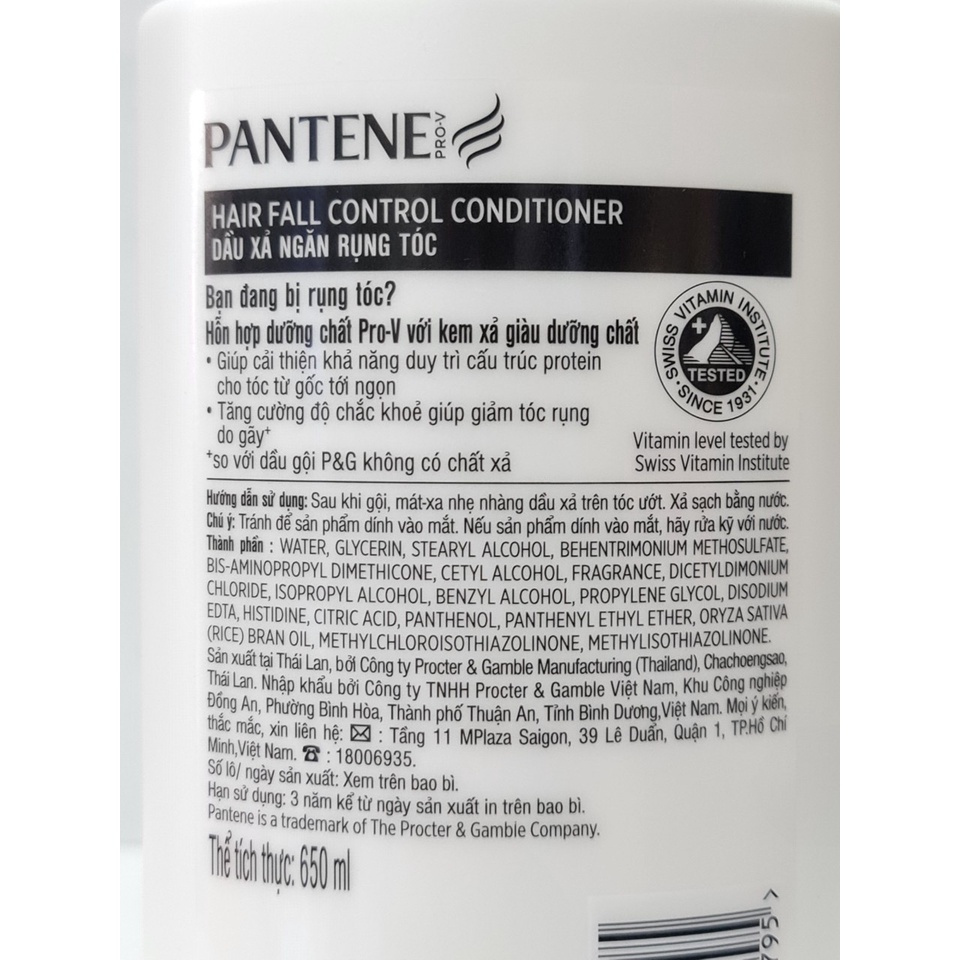 PANTENE PRO-V
HAIR FALL CONTROL CONDITIONER
DẦU XẢ NGĂN RỤNG TÓC
Bạn đang bị rụng tóc?
Hỗn hợp dưỡng chất Pro-V với kem xả giàu dưỡng chất
• Giúp cải thiện khả năng duy trì cấu trúc protein
cho tóc từ gốc tới ngọn
• Tăng cường độ chắc khoẻ giúp giảm tóc rụng
do gãy+
+so với dầu gội P&G không có chất xả
SWISS VITAMIN INSTITUTE
TESTED
• SINCE 1931 •
Vitamin level tested by
Swiss Vitamin Institute
Hướng dẫn sử dụng: Sau khi gội, mát-xa nhẹ nhàng dầu xả trên tóc ướt. Xả sạch bằng nước.
Chú ý: Tránh để sản phẩm dính vào mắt. Nếu sản phẩm dính vào mắt, hãy rửa kỹ với nước.
Thành phần : WATER, GLYCERIN, STEARYL ALCOHOL, BEHENTRIMONIUM METHOSULFATE,
BIS-AMINOPROPYL DIMETHICONE, CETYL ALCOHOL, FRAGRANCE, DICETYLDIMONIUM
CHLORIDE, ISOPROPYL ALCOHOL, BENZYL ALCOHOL, PROPYLENE GLYCOL, DISODIUM
EDTA, HISTIDINE, CITRIC ACID, PANTHENOL, PANTHENYL ETHYL ETHER, ORYZA SATIVA
(RICE) BRAN OIL, METHYLCHLOROISOTHIAZOLINONE, METHYLISOTHIAZOLINONE.
Sản xuất tại Thái Lan, bởi Công ty Procter & Gamble Manufacturing (Thailand), Chachoengsao,
Thái Lan. Nhập khẩu bởi Công ty TNHH Procter & Gamble Việt Nam, Khu Công nghiệp
Đồng An, Phường Bình Hòa, Thành phố Thuận An, Tỉnh Bình Dương,Việt Nam. Mọi ý kiến,
thắc mắc, xin liên hệ: ✉ : Tầng 11 MPlaza Saigon, 39 Lê Duẩn, Quận 1, TP.Hồ Chí
Minh,Việt Nam. ☎ : 18006935.
Số lô/ ngày sản xuất: Xem trên bao bì.
Hạn sử dụng: 3 năm kể từ ngày sản xuất in trên bao bì.
Pantene is a trademark of The Procter & Gamble Company.
Thể tích thực: 650 ml
795 >